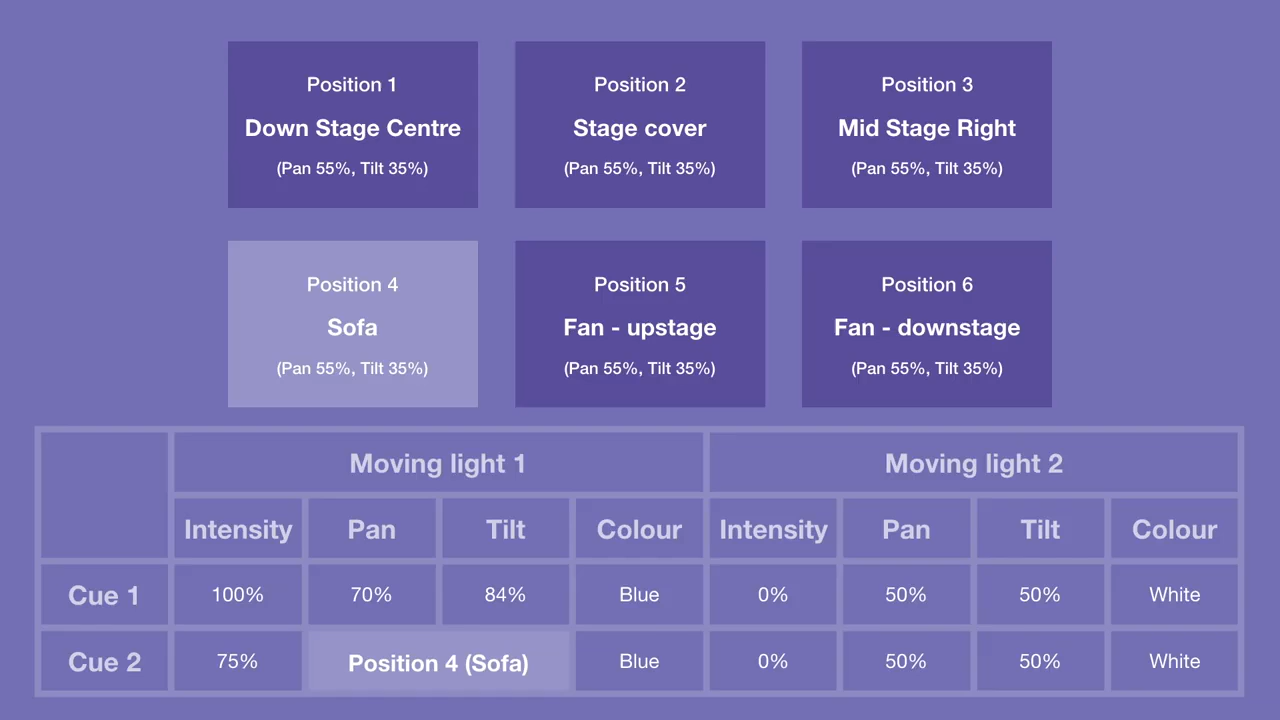 Position 1
Down Stage Centre
(Pan 55%, Tilt 35%)
Position 2
Stage cover
(Pan 55%, Tilt 35%)
Position 3
Mid Stage Right
(Pan 55%, Tilt 35%)
Position 4
Sofa
(Pan 55%, Tilt 35%)
Position 5
Fan - upstage
(Pan 55%, Tilt 35%)
Position 6
Fan - downstage
(Pan 55%, Tilt 35%)
Moving light 1 Moving light 2
Intensity Pan Tilt Colour Intensity Pan Tilt Colour
Cue 1 100% 70% 84% Blue 0% 50% 50% White
Cue 2 75% Position 4 (Sofa) Blue 0% 50% 50% White